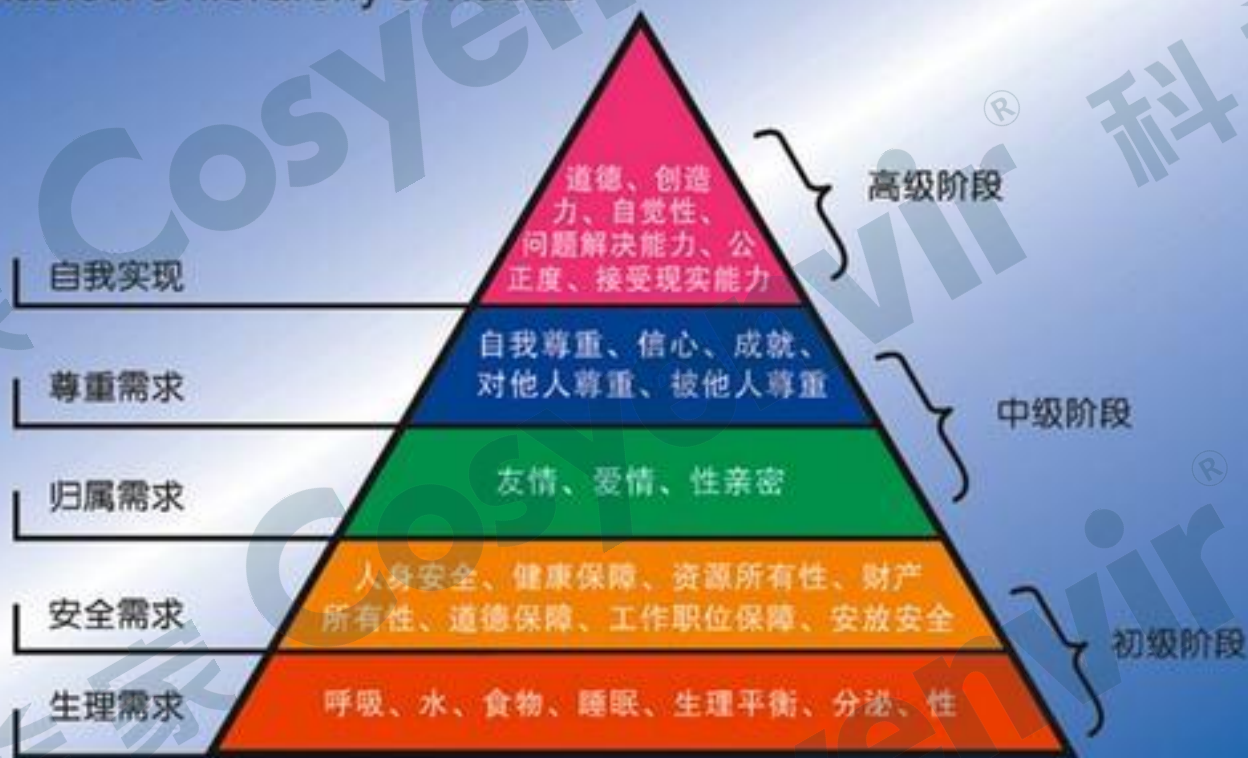 道德、创造
力、自觉性、
问题解决能力、公
正度、接受现实能力
高级阶段
自我实现
自我尊重、信心、成就、
对他人尊重、被他人尊重
尊重需求
中级阶段
友情、爱情、性亲密
归属需求
人身安全、健康保障、资源所有性、财产
所有性、道德保障、工作职位保障、安放安全
安全需求
初级阶段
呼吸、水、食物、睡眠、生理平衡、分泌、性
生理需求
Cosyenvir
®
科
Cosyenvir
®
家